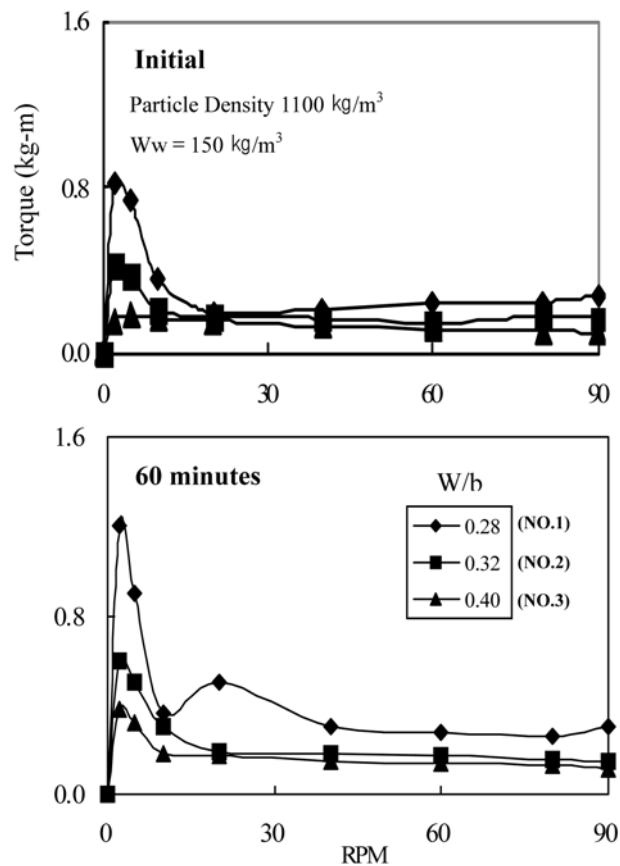 1.6
Initial
Particle Density 1100 kg/m³
Ww = 150 kg/m³
Torque (kg-m)
0.8
0.0
0 30 60 90
1.6
60 minutes
W/b
0.28 (NO.1)
0.32 (NO.2)
0.40 (NO.3)
0.8
0.0
0 30 60 90
RPM